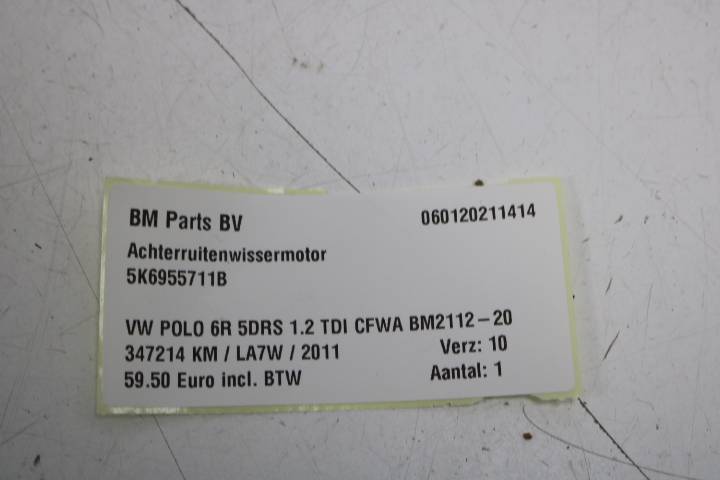 BM Parts BV 060120211414
Achterruitenwissermotor
5K6955711B
VW POLO 6R 5DRS 1.2 TDI CFWA BM2112-20
347214 KM / LA7W / 2011 Verz: 10
59.50 Euro incl. BTW Aantal: 1